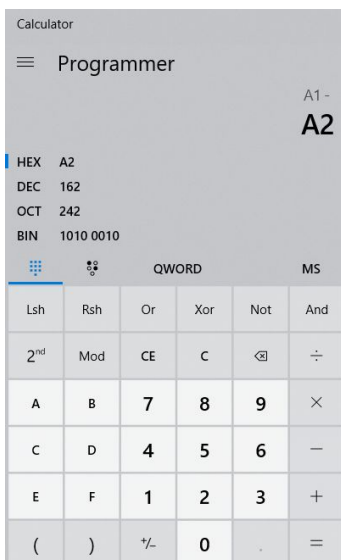 Calculator
Programmer
A1 -
A2
HEX A2
DEC 162
OCT 242
BIN 1010 0010
QWORD MS
Lsh Rsh Or Xor Not And
2nd Mod CE C ÷
A B 7 8 9 ×
C D 4 5 6 −
E F 1 2 3 +
( ) +/− 0 . =